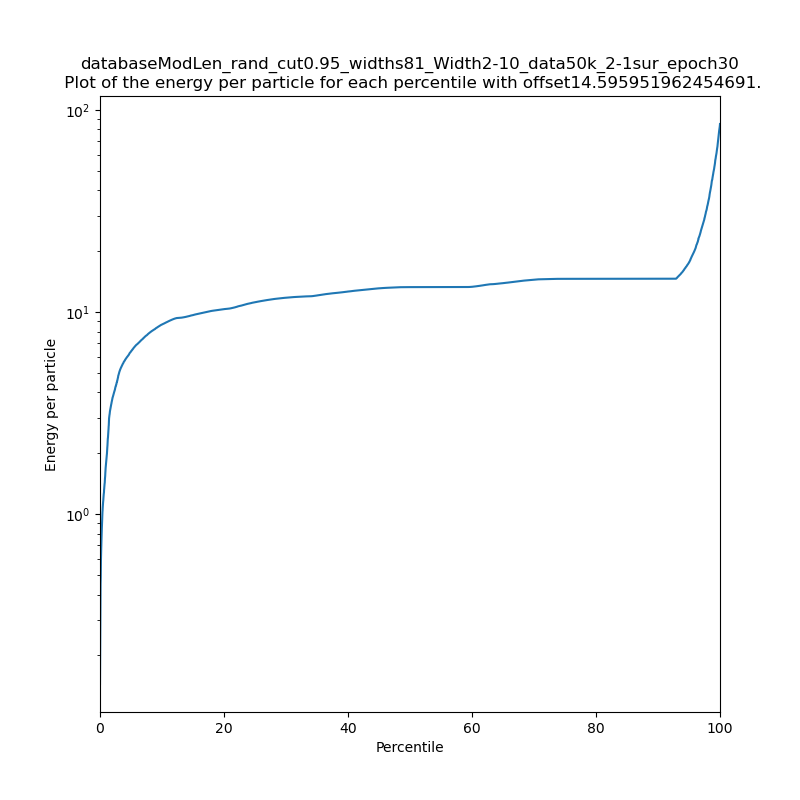 databaseModLen_rand_cut0.95_widths81_Width2-10_data50k_2-1sur_epoch30
Plot of the energy per particle for each percentile with offset14.595951962454691.
10²
10¹
10⁰
Energy per particle
0 20 40 60 80 100
Percentile